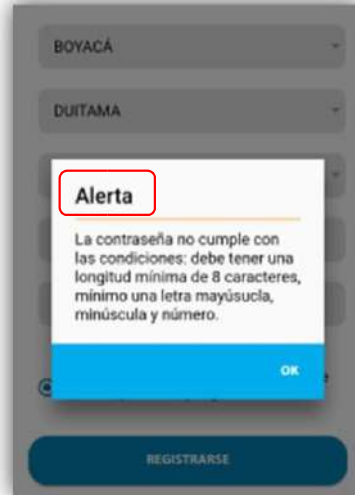 BOYACÁ
DUITAMA
Alerta
La contraseña no cumple con
las condiciones: debe tener una
longitud mínima de 8 caracteres,
mínimo una letra mayúsucla,
minúscula y número.
OK
REGISTRARSE